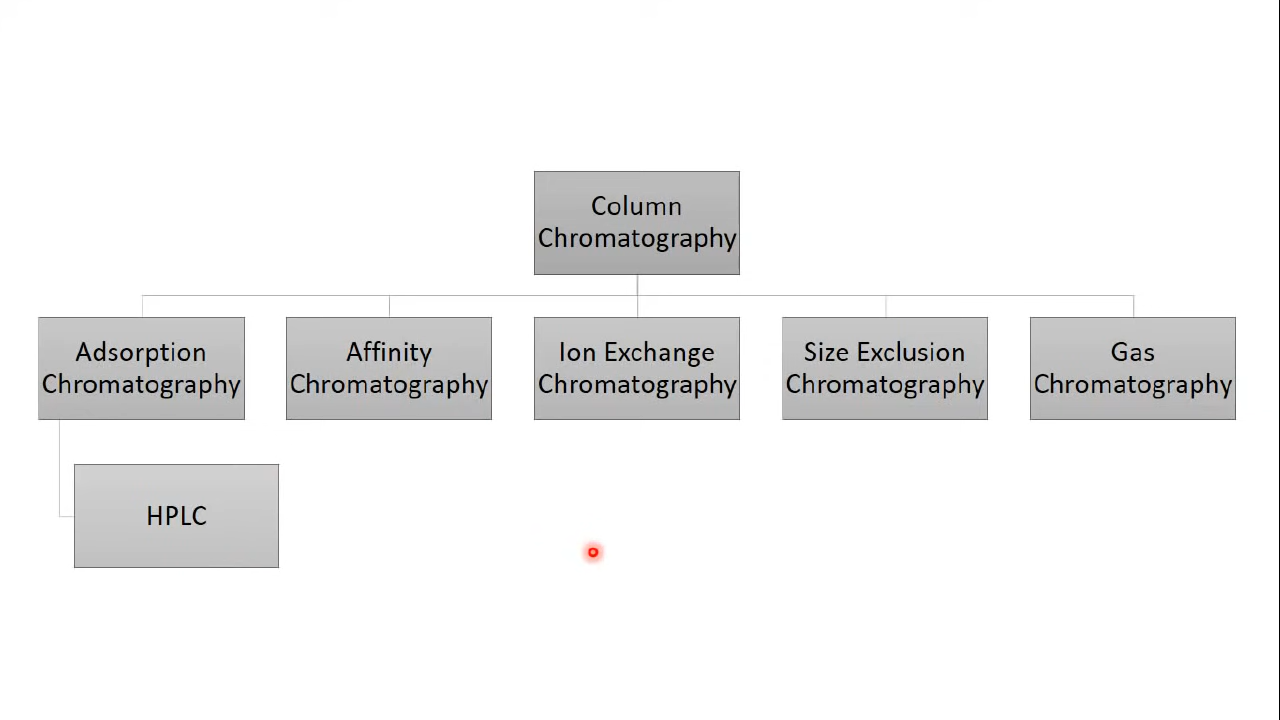 Column
Chromatography
Adsorption
Chromatography
Affinity
Chromatography
Ion Exchange
Chromatography
Size Exclusion
Chromatography
Gas
Chromatography
HPLC